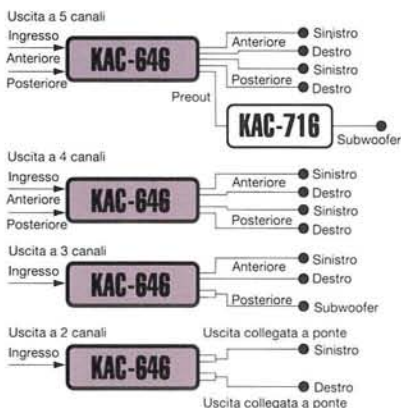 Uscita a 5 canali
Ingresso
Anteriore
Posteriore
KAC-646
Anteriore
Posteriore
Sinistro
Destro
Sinistro
Destro
Preout
KAC-716
Subwoofer
Uscita a 4 canali
Ingresso
Anteriore
Posteriore
KAC-646
Anteriore
Posteriore
Sinistro
Destro
Sinistro
Destro
Uscita a 3 canali
Ingresso
KAC-646
Anteriore
Posteriore
Sinistro
Destro
Subwoofer
Uscita a 2 canali
Ingresso
KAC-646
Uscita collegata a ponte
Sinistro
Destro
Uscita collegata a ponte